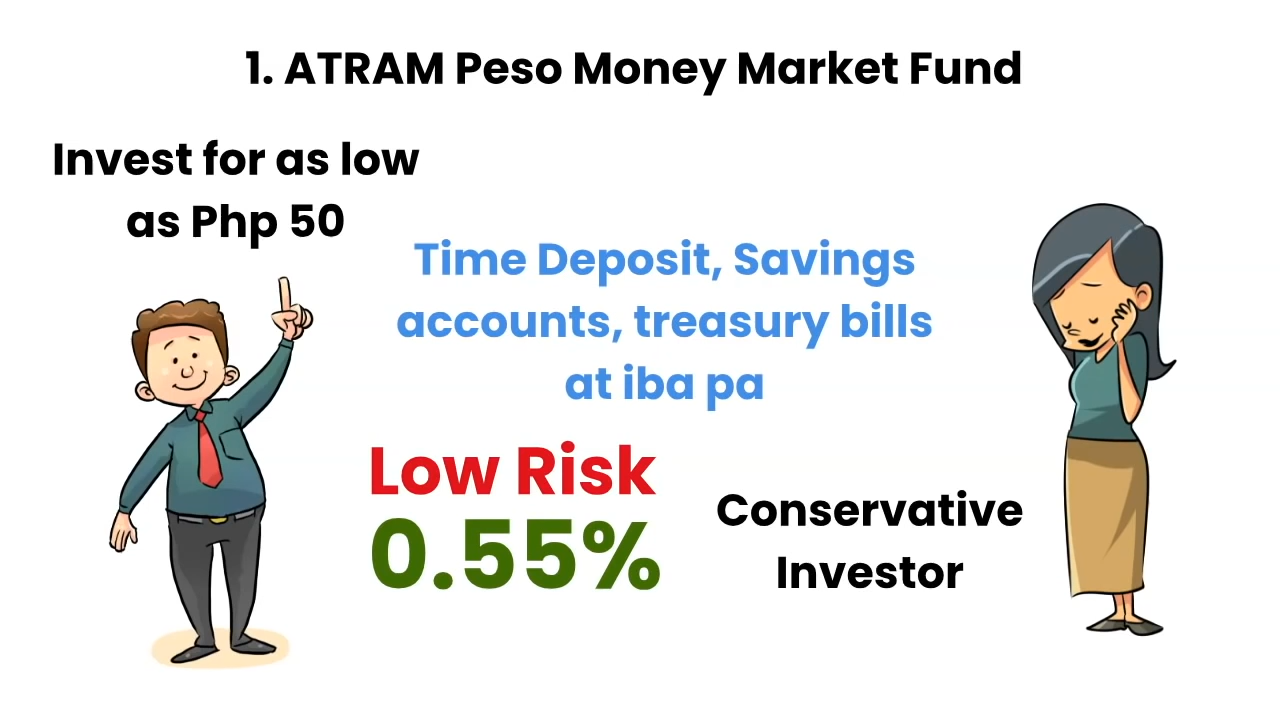 1. ATRAM Peso Money Market Fund
Invest for as low
as Php 50
Time Deposit, Savings
accounts, treasury bills
at iba pa
Low Risk
0.55%
Conservative
Investor